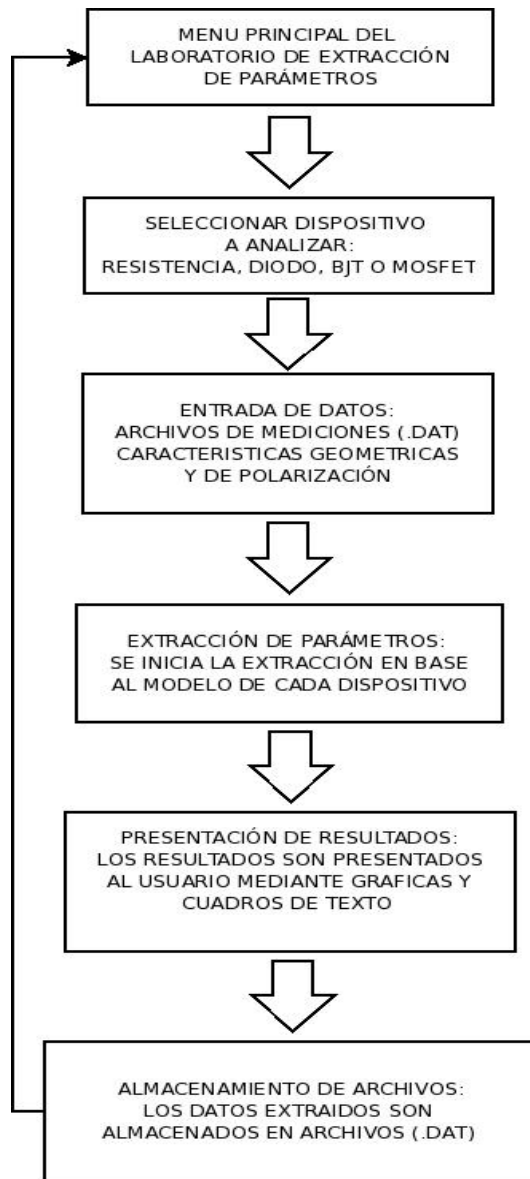 MENU PRINCIPAL DEL
LABORATORIO DE EXTRACCIÓN
DE PARÁMETROS
SELECCIONAR DISPOSITIVO
A ANALIZAR:
RESISTENCIA, DIODO, BJT O MOSFET
ENTRADA DE DATOS:
ARCHIVOS DE MEDICIONES (.DAT)
CARACTERISTICAS GEOMETRICAS
Y DE POLARIZACIÓN
EXTRACCIÓN DE PARÁMETROS:
SE INICIA LA EXTRACCIÓN EN BASE
AL MODELO DE CADA DISPOSITIVO
PRESENTACIÓN DE RESULTADOS:
LOS RESULTADOS SON PRESENTADOS
AL USUARIO MEDIANTE GRAFICAS Y
CUADROS DE TEXTO
ALMACENAMIENTO DE ARCHIVOS:
LOS DATOS EXTRAIDOS SON
ALMACENADOS EN ARCHIVOS (.DAT)